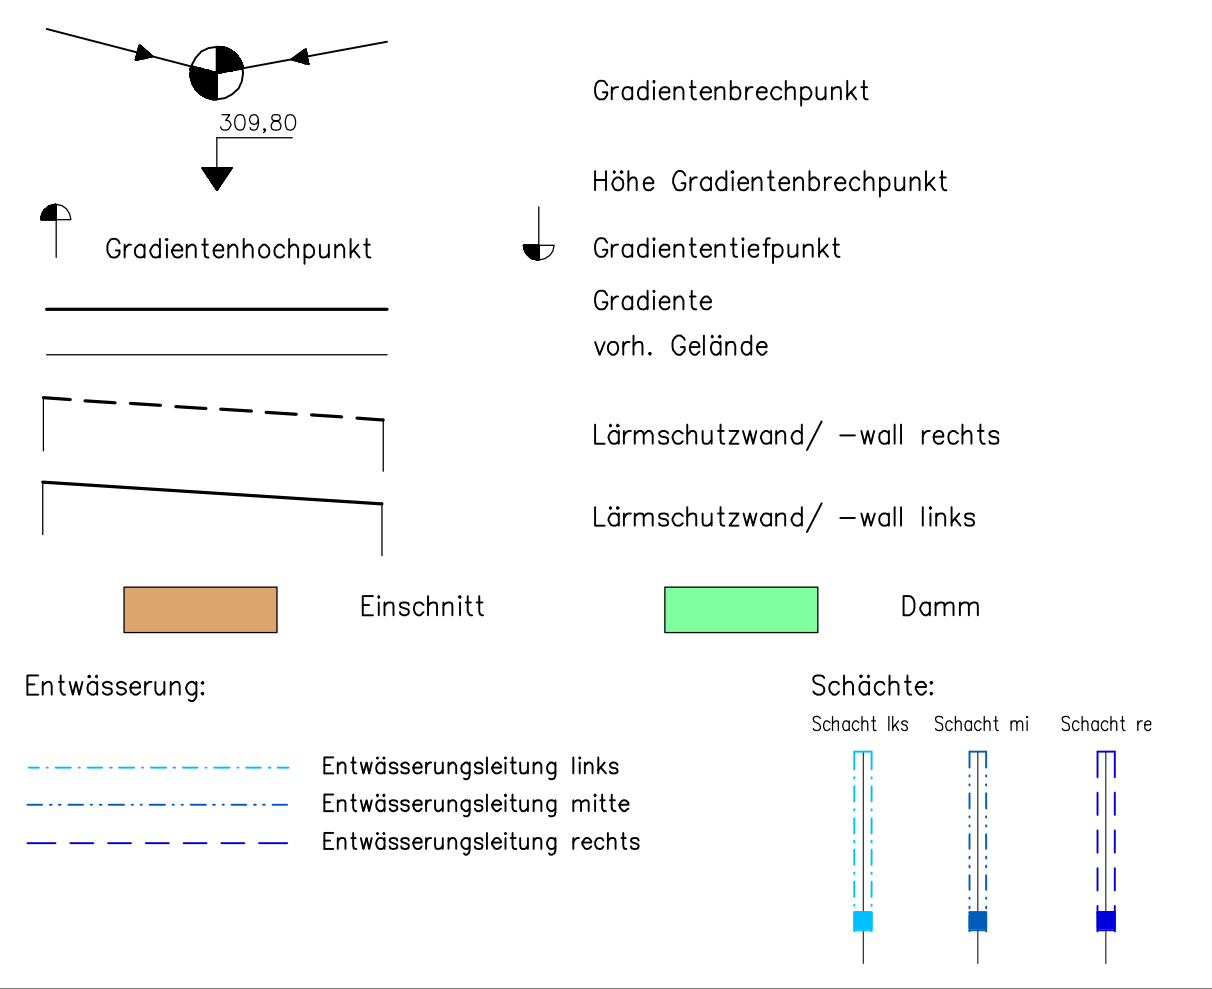 Gradientenbrechpunkt
309,80
Höhe Gradientenbrechpunkt
Gradientenhochpunkt
Gradiententiefpunkt
Gradiente
vorh. Gelände
Lärmschutzwand/ -wall rechts
Lärmschutzwand/ -wall links
Einschnitt
Damm
Entwässerung:
Entwässerungsleitung links
Entwässerungsleitung mitte
Entwässerungsleitung rechts
Schächte:
Schacht lks
Schacht mi
Schacht re